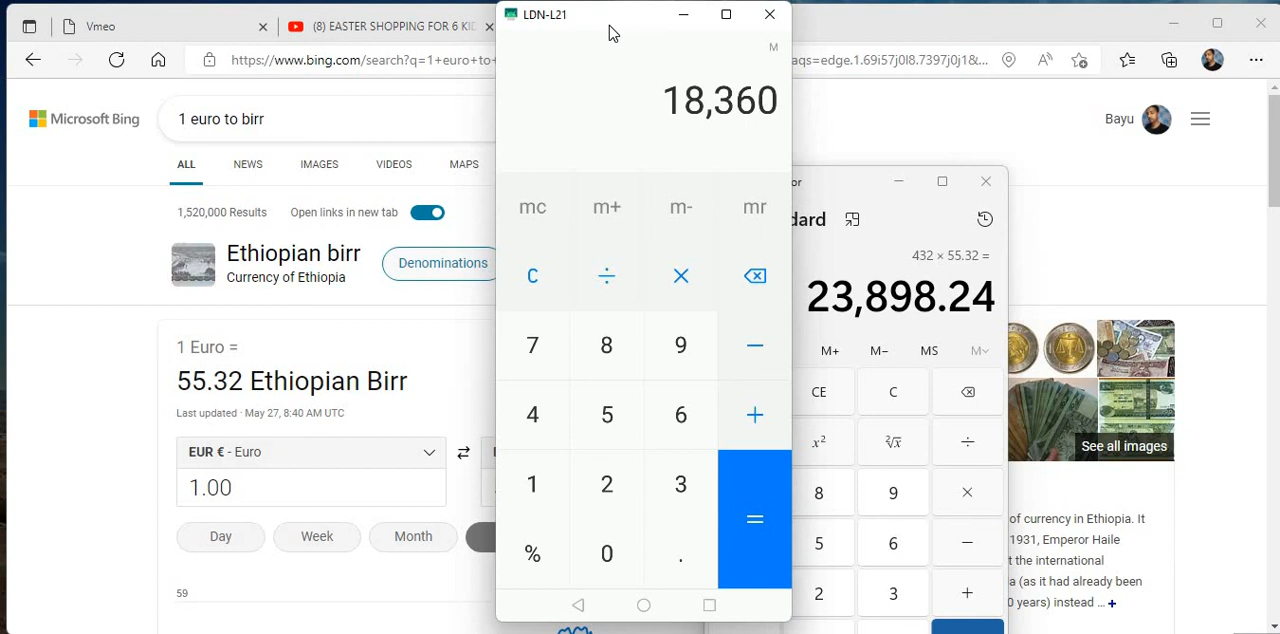 Vmeo
(8) EASTER SHOPPING FOR 6 KIE
LDN-L21
https://www.bing.com/search?q=1+euro+to+
aqs=edge.1.69i57j0l8.7397j0j1&...
M
18,360
Microsoft Bing
1 euro to birr
Bayu
ALL NEWS IMAGES VIDEOS MAPS
1,520,000 Results Open links in new tab
Ethiopian birr
Currency of Ethiopia
Denominations
1 Euro =
55.32 Ethiopian Birr
Last updated · May 27, 8:40 AM UTC
EUR € - Euro
1.00
Day Week Month
59
mc m+ m- mr
C ÷ ×
7 8 9 −
4 5 6 +
1 2 3
% 0 . =
or
dard
432 × 55.32 =
23,898.24
M+ M− MS M
CE C
x² ²√x ÷
8 9 ×
5 6 −
2 3 +
See all images
of currency in Ethiopia. It
1931, Emperor Haile
t the international
a (as it had already been
0 years) instead ... +